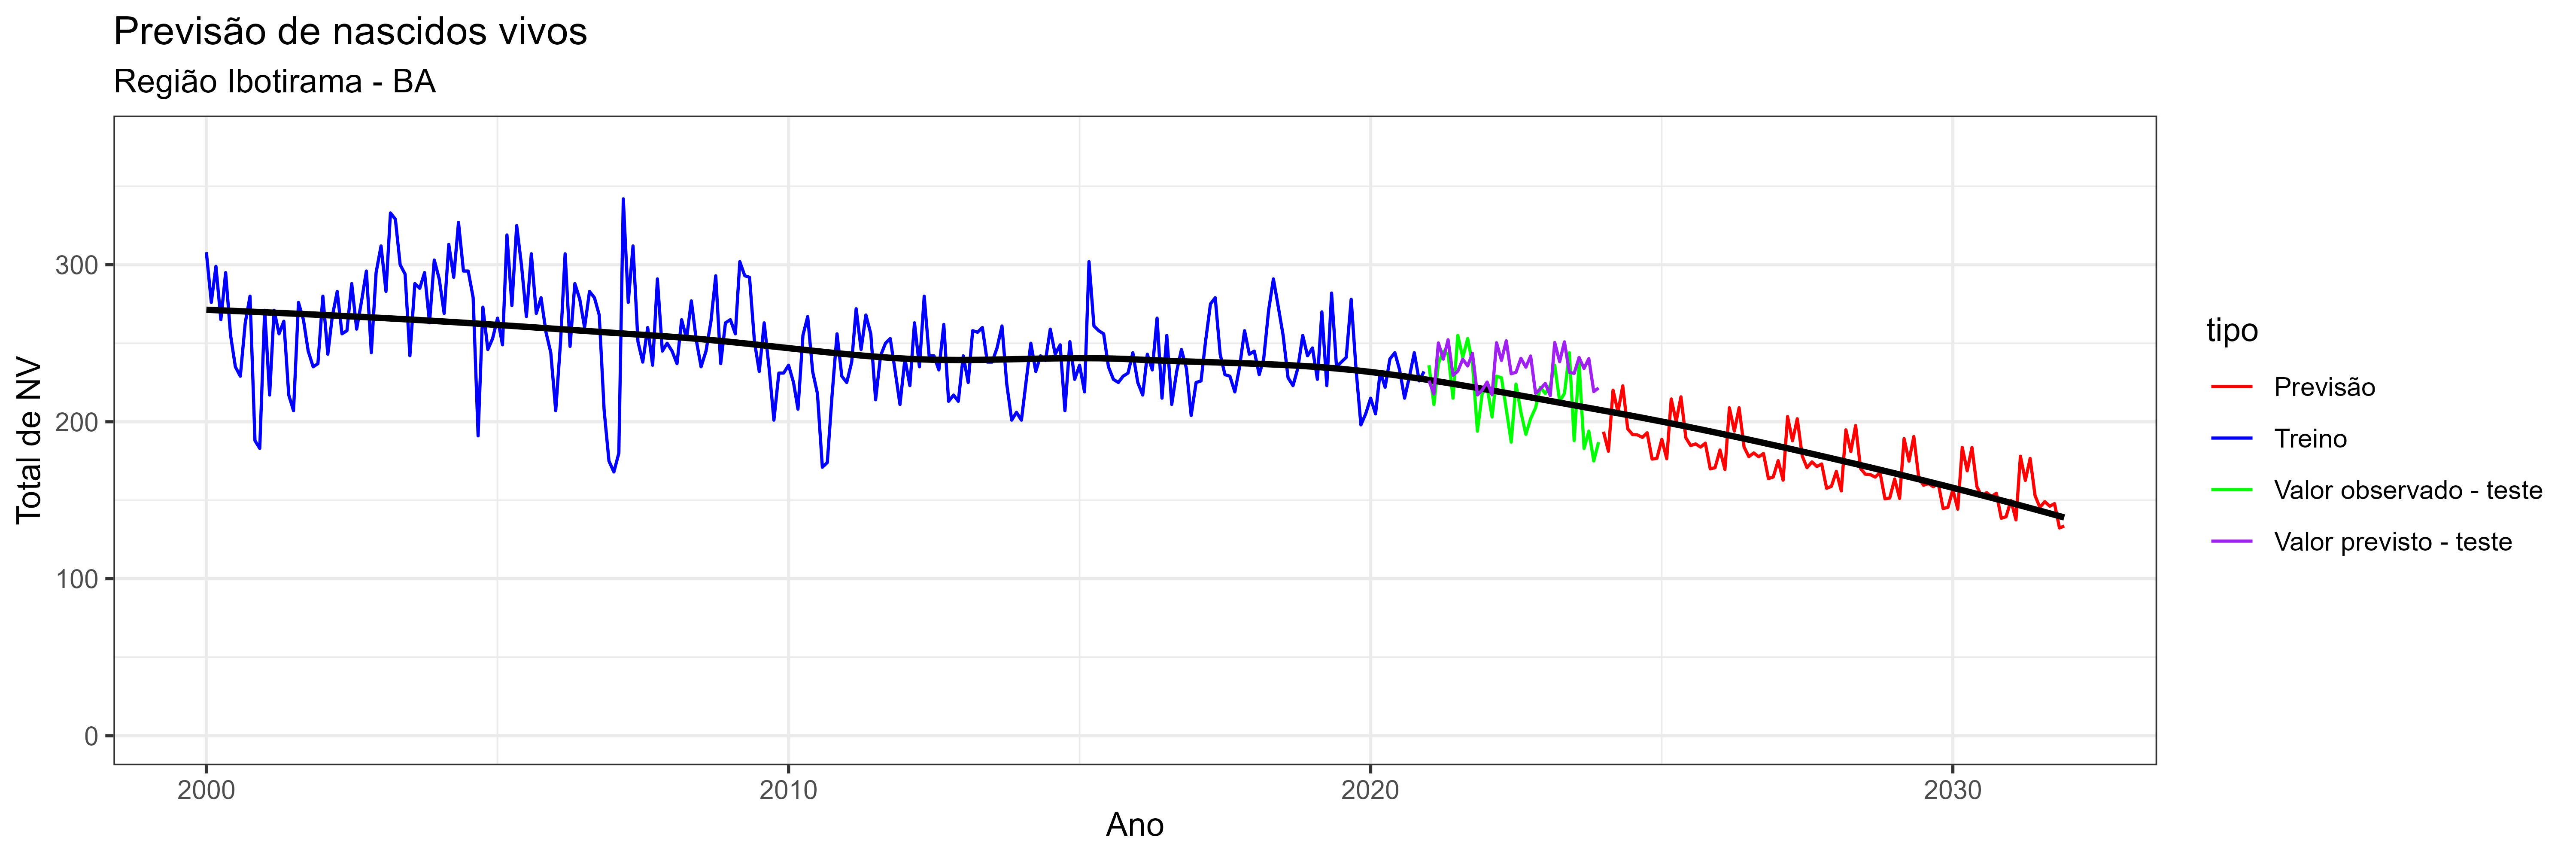 Previsão de nascidos vivos
Região Ibotirama - BA
Total de NV
300
200
100
0
2000
2010
2020
2030
Ano
tipo
Previsão
Treino
Valor observado - teste
Valor previsto - teste